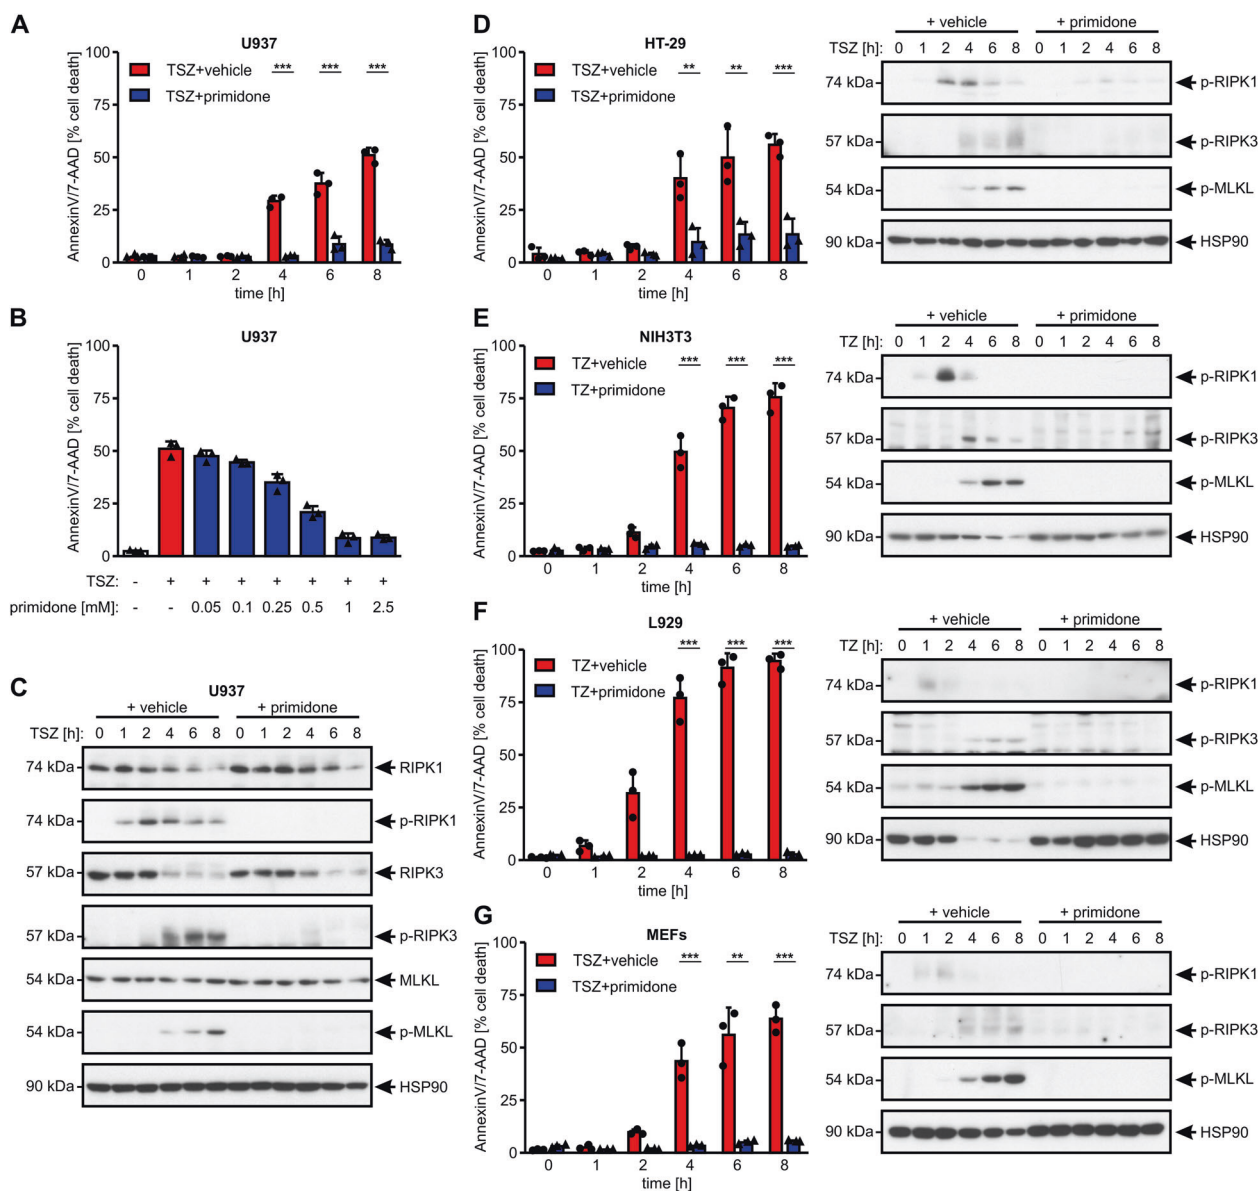 A
U937
AnnexinV/7-AAD [% cell death]
100
75
50
25
0
TSZ+vehicle
TSZ+primidone
*** *** ***
0 1 2 4 6 8
time [h]
B
U937
AnnexinV/7-AAD [% cell death]
100
75
50
25
0
TSZ: - + + + + + + +
primidone [mM]: - - 0.05 0.1 0.25 0.5 1 2.5
C
U937
+ vehicle + primidone
TSZ [h]: 0 1 2 4 6 8 0 1 2 4 6 8
74 kDa RIPK1
74 kDa p-RIPK1
57 kDa RIPK3
57 kDa p-RIPK3
54 kDa MLKL
54 kDa p-MLKL
90 kDa HSP90
D
HT-29
AnnexinV/7-AAD [% cell death]
100
75
50
25
0
TSZ+vehicle
TSZ+primidone
** ** ***
0 1 2 4 6 8
time [h]
+ vehicle + primidone
TSZ [h]: 0 1 2 4 6 8 0 1 2 4 6 8
74 kDa p-RIPK1
57 kDa p-RIPK3
54 kDa p-MLKL
90 kDa HSP90
E
NIH3T3
AnnexinV/7-AAD [% cell death]
100
75
50
25
0
TZ+vehicle
TZ+primidone
*** *** ***
0 1 2 4 6 8
time [h]
+ vehicle + primidone
TZ [h]: 0 1 2 4 6 8 0 1 2 4 6 8
74 kDa p-RIPK1
57 kDa p-RIPK3
54 kDa p-MLKL
90 kDa HSP90
F
L929
AnnexinV/7-AAD [% cell death]
100
75
50
25
0
TZ+vehicle
TZ+primidone
*** *** ***
0 1 2 4 6 8
time [h]
+ vehicle + primidone
TZ [h]: 0 1 2 4 6 8 0 1 2 4 6 8
74 kDa p-RIPK1
57 kDa p-RIPK3
54 kDa p-MLKL
90 kDa HSP90
G
MEFs
AnnexinV/7-AAD [% cell death]
100
75
50
25
0
TSZ+vehicle
TSZ+primidone
*** ** ***
0 1 2 4 6 8
time [h]
+ vehicle + primidone
TSZ [h]: 0 1 2 4 6 8 0 1 2 4 6 8
74 kDa p-RIPK1
57 kDa p-RIPK3
54 kDa p-MLKL
90 kDa HSP90